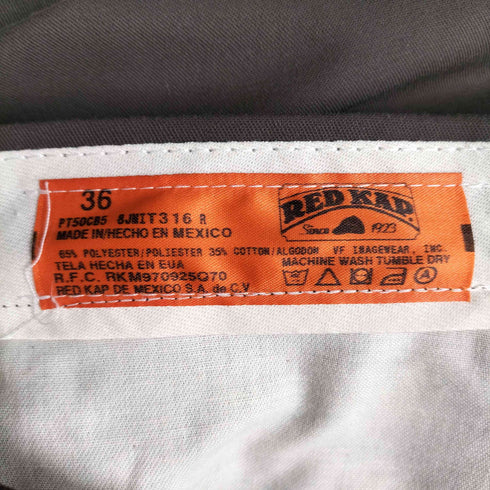 36
PT50CB5 6JNIT316 R
MADE IN/HECHO EN MEXICO
RED KAP
Since 1923
65% POLYESTER/POLIESTER 35% COTTON/ALGODON VF IMAGEWEAR, INC.
TELA HECHA EN EUA
MACHINE WASH TUMBLE DRY
R.F.C. RKM970925Q70
RED KAP DE MEXICO S.A. de C.V